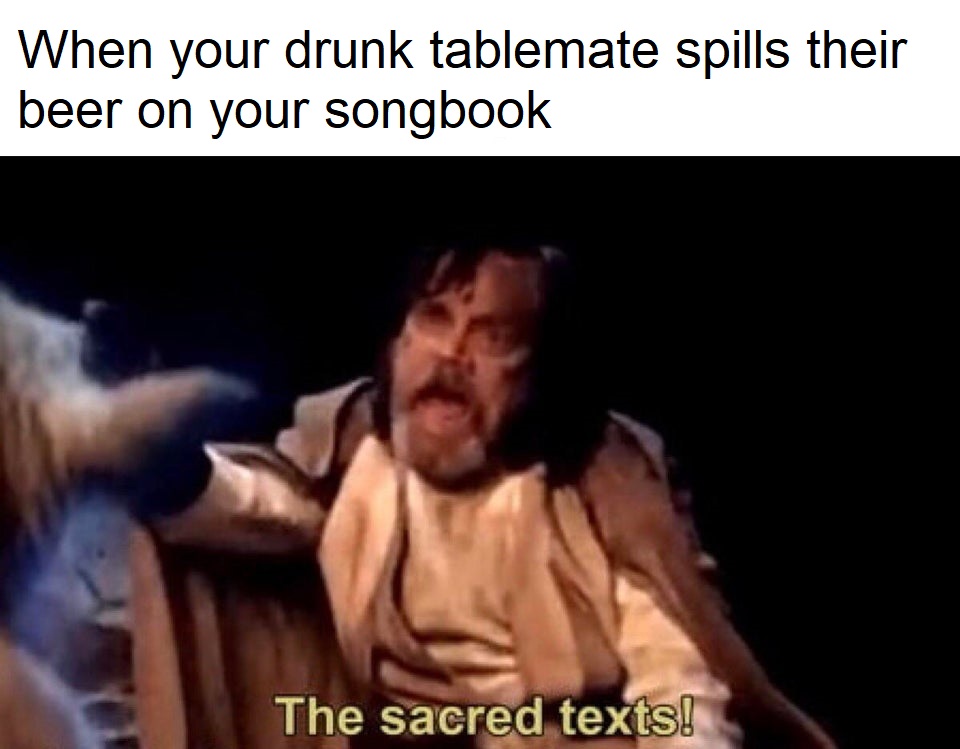 When your drunk tablemate spills their
beer on your songbook
The sacred texts!